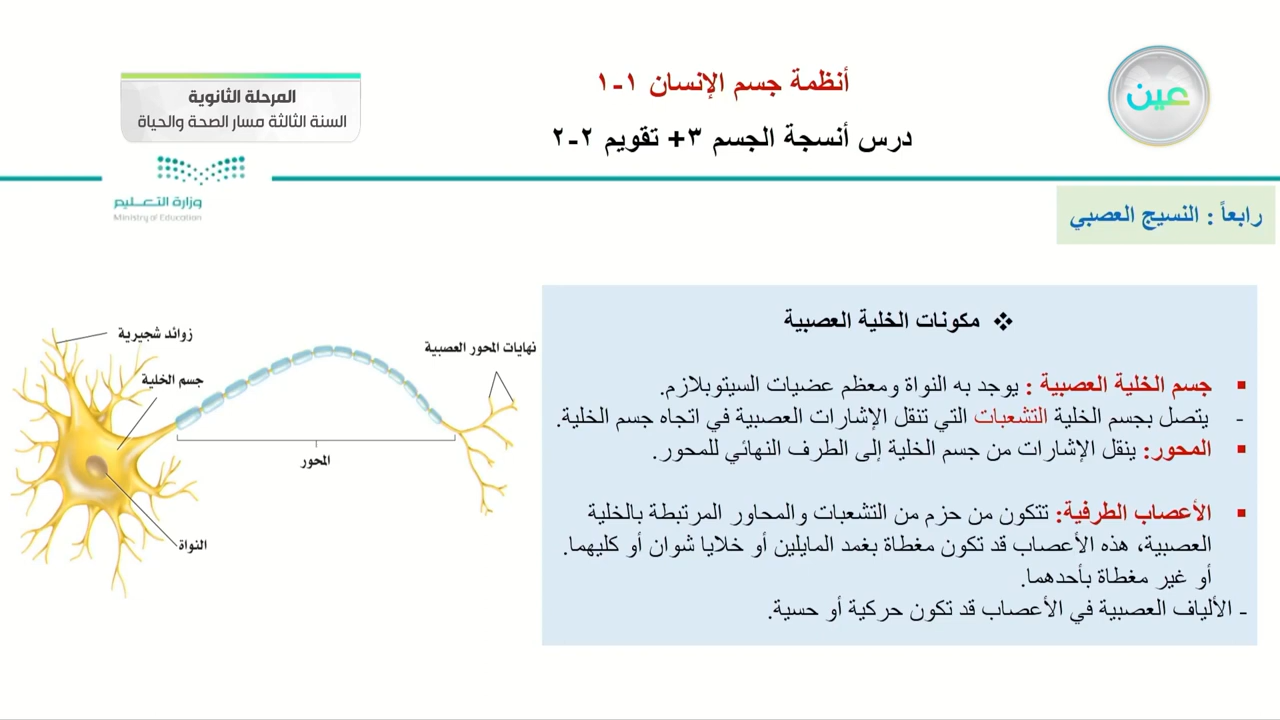 عين
أنظمة جسم الإنسان ١-١
درس أنسجة الجسم ٣+ تقويم ٢-٢
المرحلة الثانوية
السنة الثالثة مسار الصحة والحياة
وزارة التعـــليم
Ministry of Education
رابعاً : النسيج العصبي
❖ مكونات الخلية العصبية
▪ جسم الخلية العصبية : يوجد به النواة ومعظم عضيات السيتوبلازم.
- يتصل بجسم الخلية التشعبات التي تنقل الإشارات العصبية في اتجاه جسم الخلية.
▪ المحور: ينقل الإشارات من جسم الخلية إلى الطرف النهائي للمحور.
▪ الأعصاب الطرفية: تتكون من حزم من التشعبات والمحاور المرتبطة بالخلية
العصبية، هذه الأعصاب قد تكون مغطاة بغمد المايلين أو خلايا شوان أو كليهما.
أو غير مغطاة بأحدهما.
- الألياف العصبية في الأعصاب قد تكون حركية أو حسية.
زوائد شجيرية
نهايات المحور العصبية
جسم الخلية
المحور
النواة